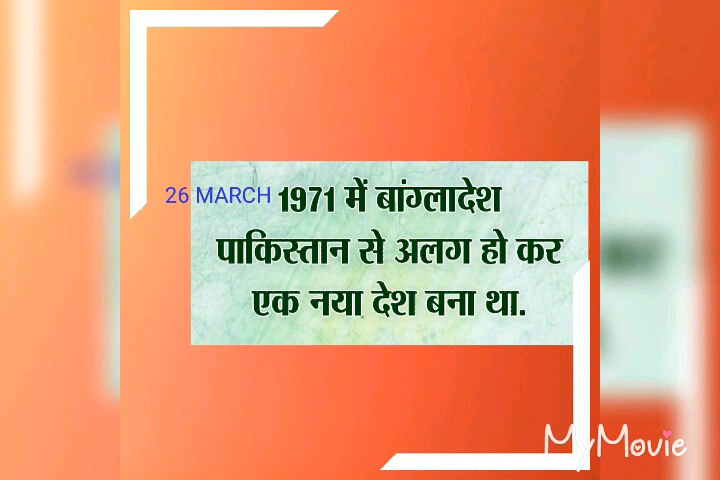 26 MARCH 1971 में बांग्लादेश
पाकिस्तान से अलग हो कर
एक नया देश बना था.
MyMovie